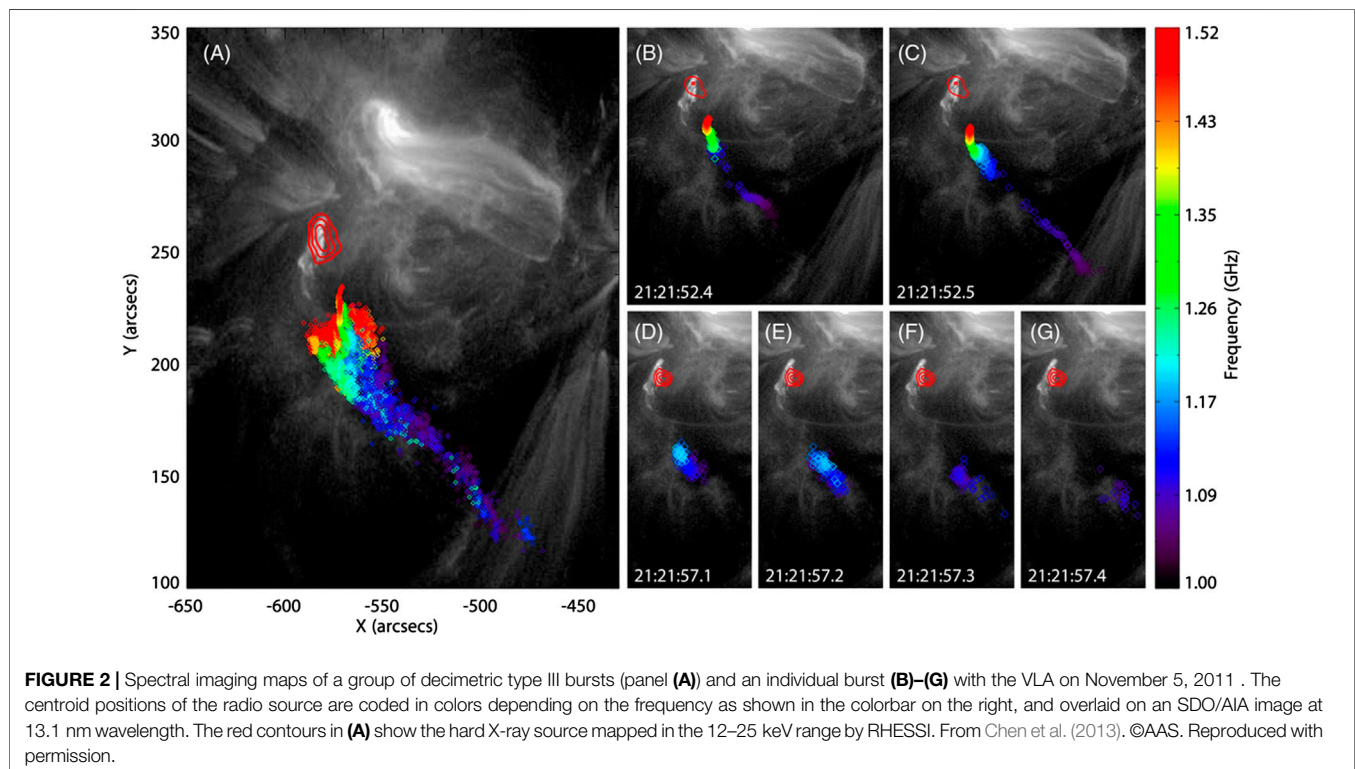 (A)
350
300
250
200
150
100
Y (arcsecs)
-650
-600
-550
-500
-450
X (arcsecs)
(B)
21:21:52.4
(C)
21:21:52.5
(D)
21:21:57.1
(E)
21:21:57.2
(F)
21:21:57.3
(G)
21:21:57.4
1.52
1.43
1.35
1.26
1.17
1.09
1.00
Frequency (GHz)
FIGURE 2 | Spectral imaging maps of a group of decimetric type III bursts (panel (A)) and an individual burst (B)–(G) with the VLA on November 5, 2011 . The
centroid positions of the radio source are coded in colors depending on the frequency as shown in the colorbar on the right, and overlaid on an SDO/AIA image at
13.1 nm wavelength. The red contours in (A) show the hard X-ray source mapped in the 12–25 keV range by RHESSI. From Chen et al. (2013). ©AAS. Reproduced with
permission.